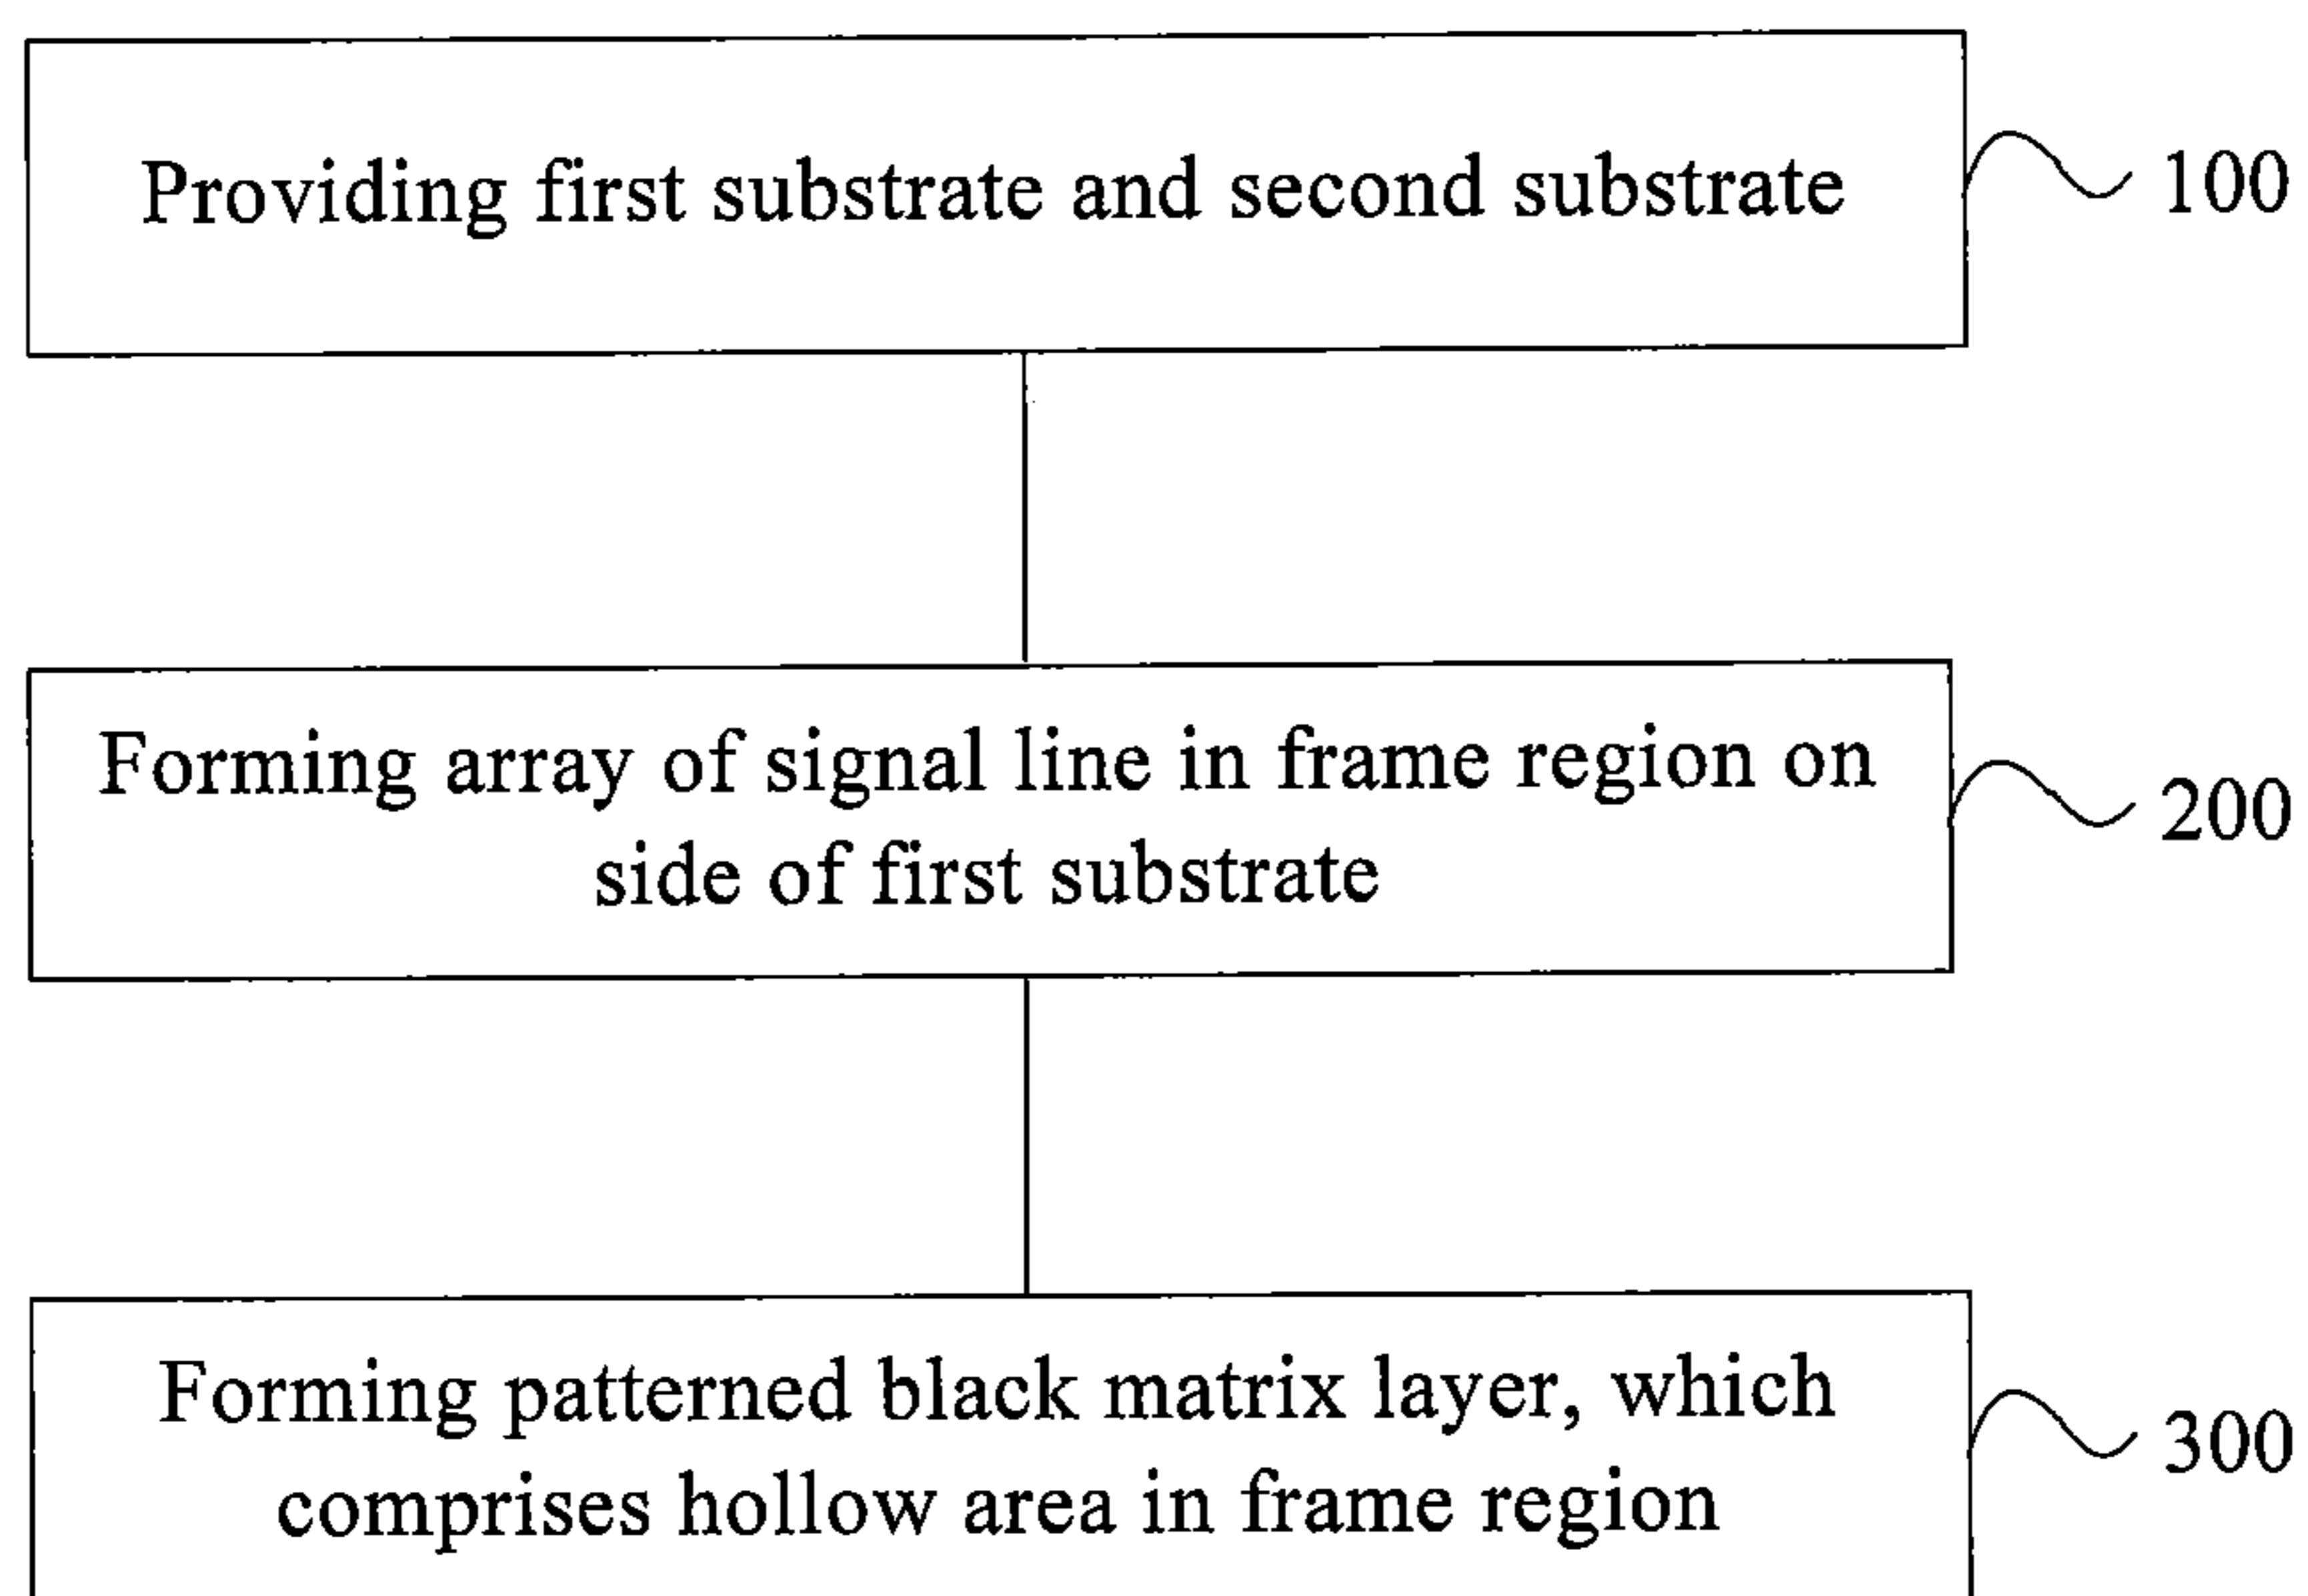 Providing first substrate and second substrate
100
Forming array of signal line in frame region on
side of first substrate
200
Forming patterned black matrix layer, which
comprises hollow area in frame region
300